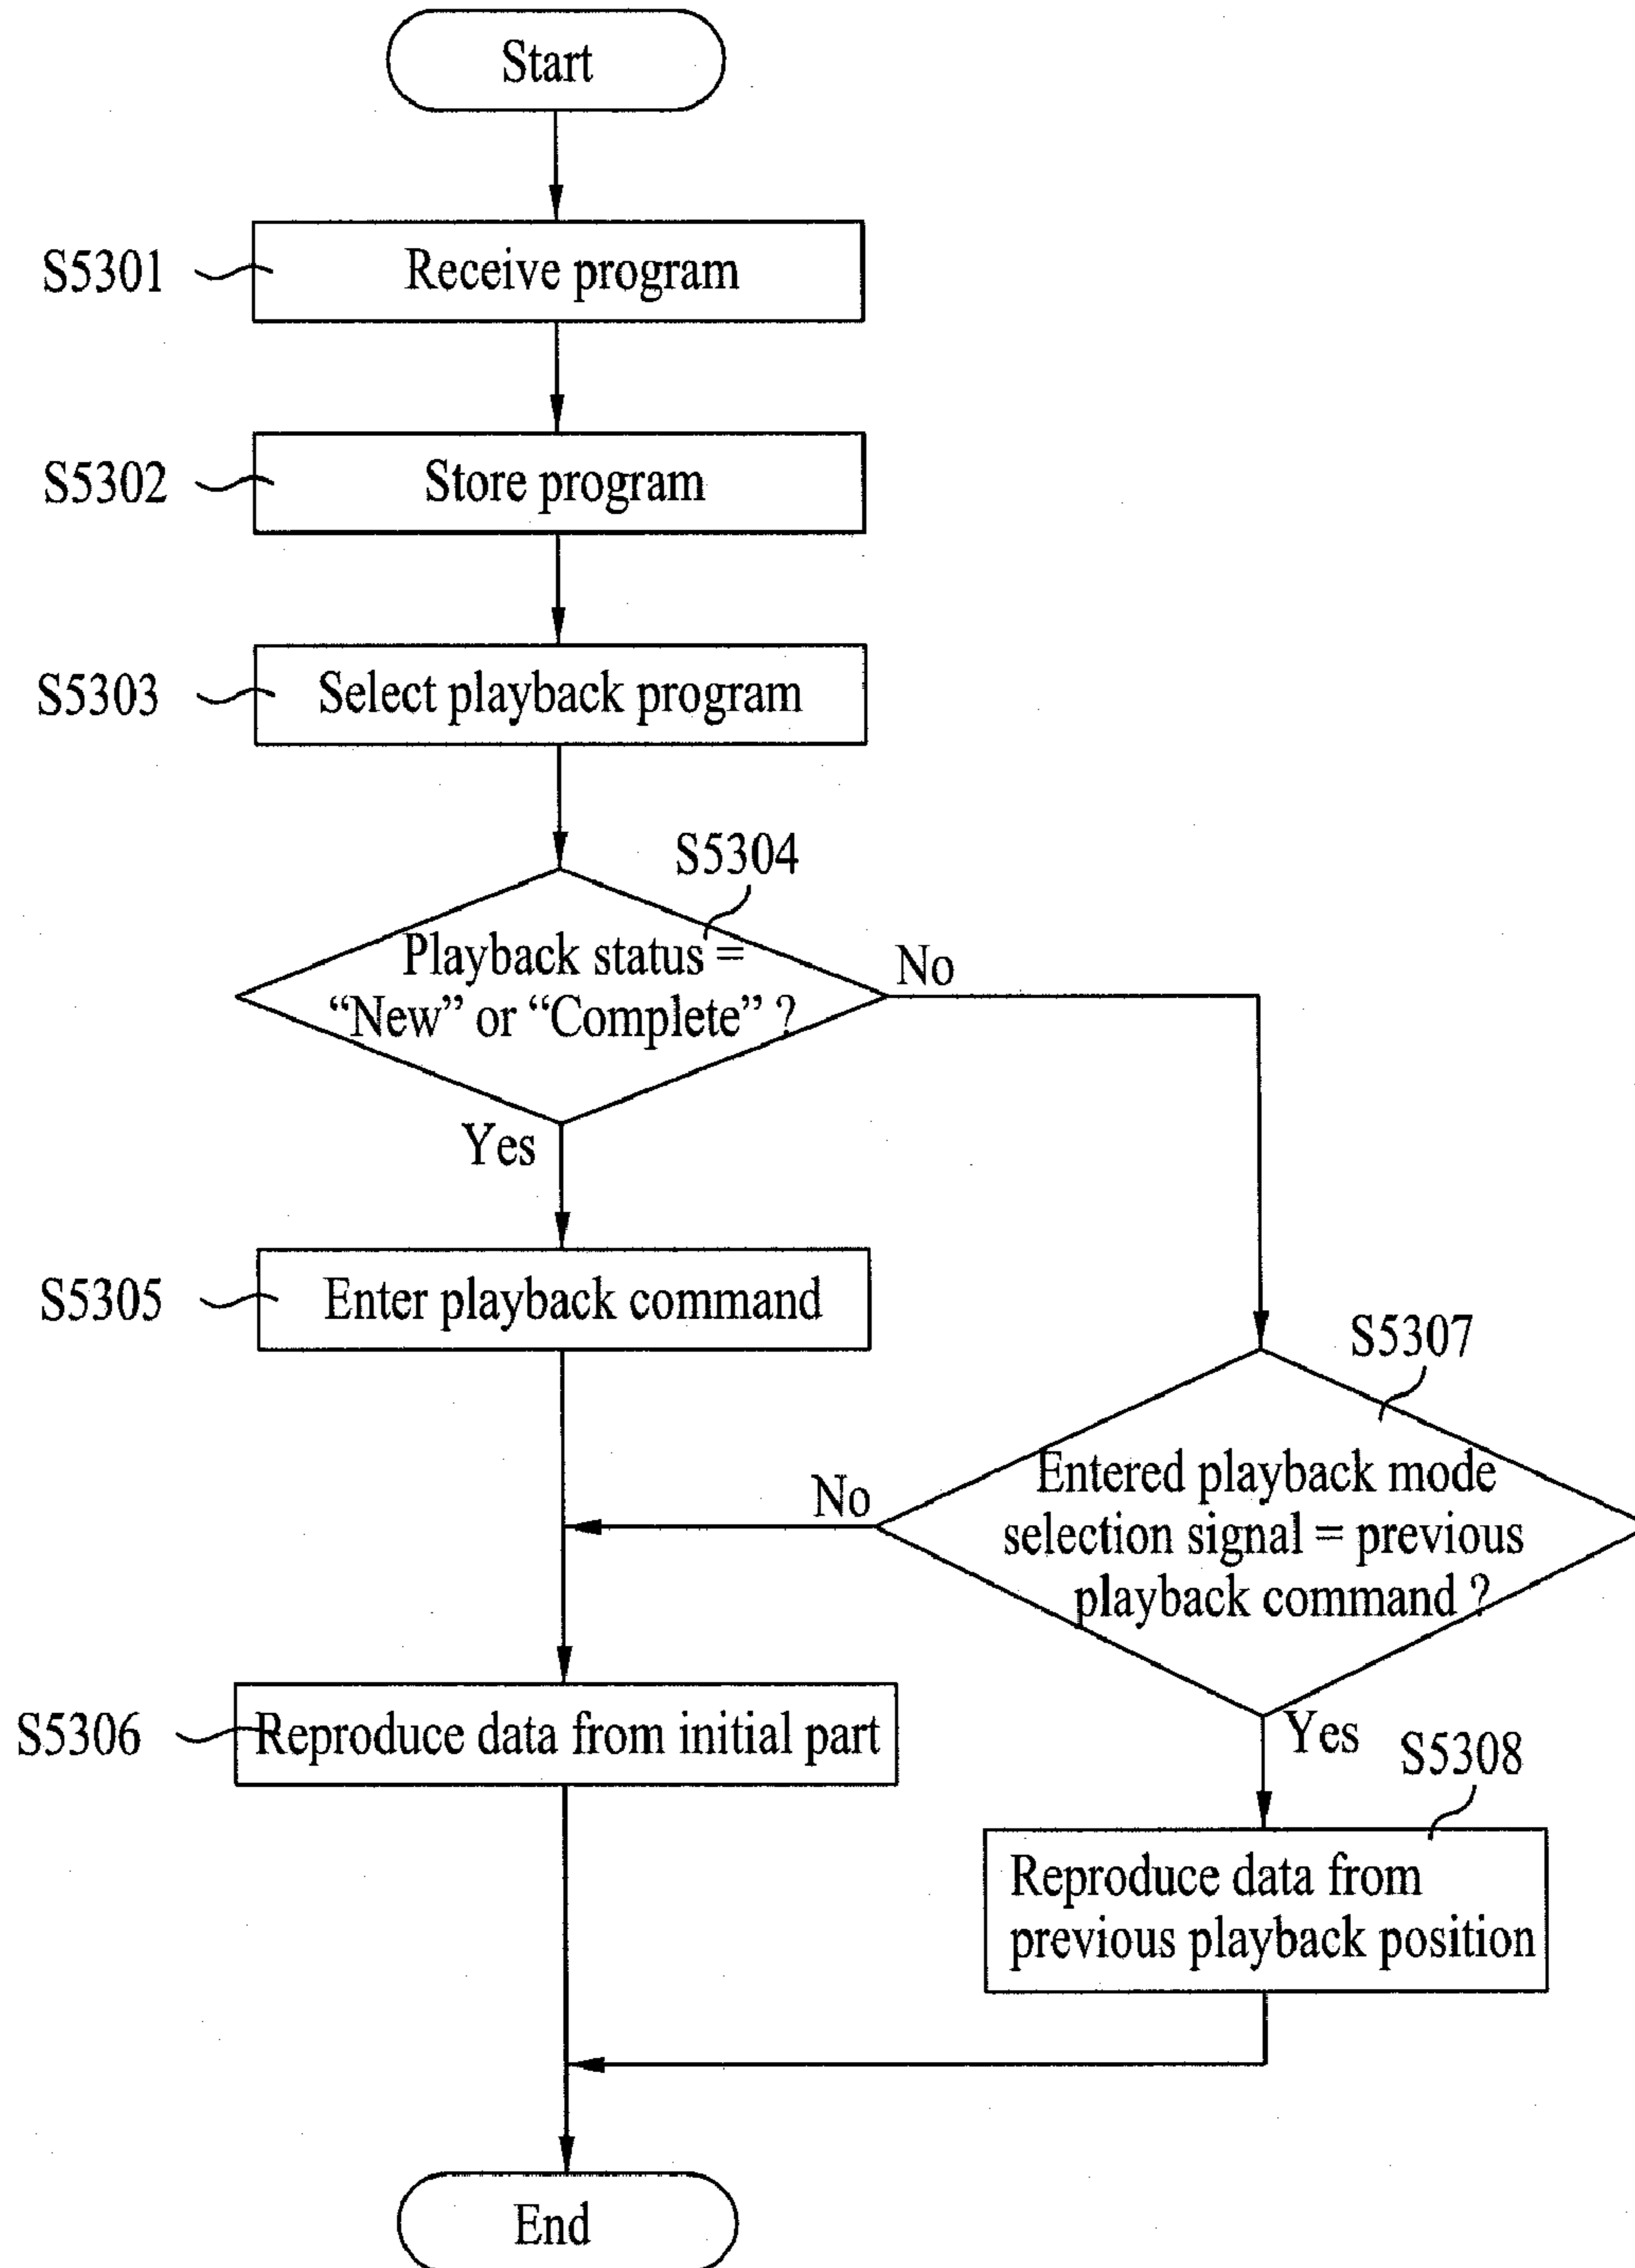 Start
S5301
Receive program
S5302
Store program
S5303
Select playback program
S5304
Playback status =
“New” or “Complete” ?
No
Yes
S5305
Enter playback command
S5307
Entered playback mode
selection signal = previous
playback command ?
No
Yes
S5306
Reproduce data from initial part
S5308
Reproduce data from
previous playback position
End